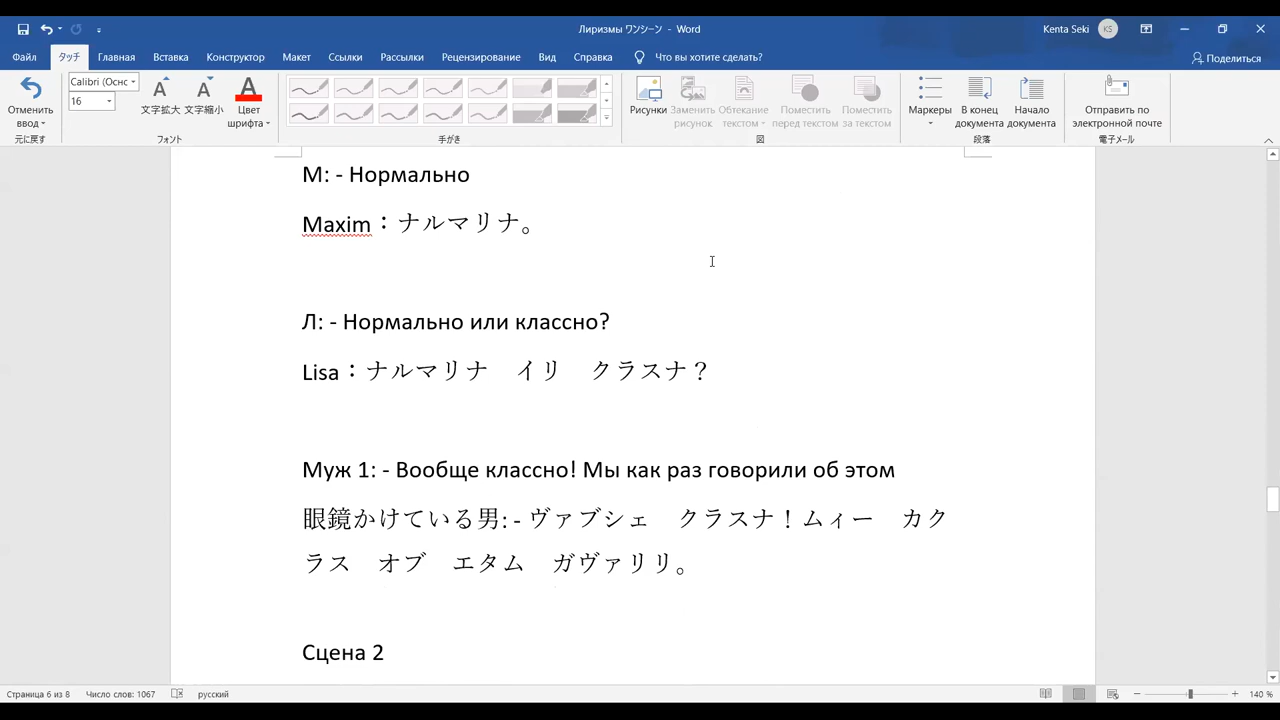 Лиризмы ワンシーン - Word
Kenta Seki
KS
Файл タッチ Главная Вставка Конструктор Макет Ссылки Рассылки Рецензирование Вид Справка Что вы хотите сделать? Поделиться
Отменить ввод
元に戻す
Calibri (Оснс
16
文字拡大 文字縮小
Цвет шрифта
フォント
手がき
Рисунки
Заменить рисунок
Обтекание текстом
Поместить перед текстом
Поместить за текстом
図
Маркеры
В конец документа
Начало документа
段落
Отправить по электронной почте
電子メール
М: - Нормально
Maxim：ナルマリナ。
Л: - Нормально или классно?
Lisa：ナルマリナ　イリ　クラスナ？
Муж 1: - Вообще классно! Мы как раз говорили об этом
眼鏡かけている男: - ヴァブシェ　クラスナ！ムィー　カク
ラス　オブ　エタム　ガヴァリリ。
Сцена 2
Страница 6 из 8 Число слов: 1067 русский 140 %